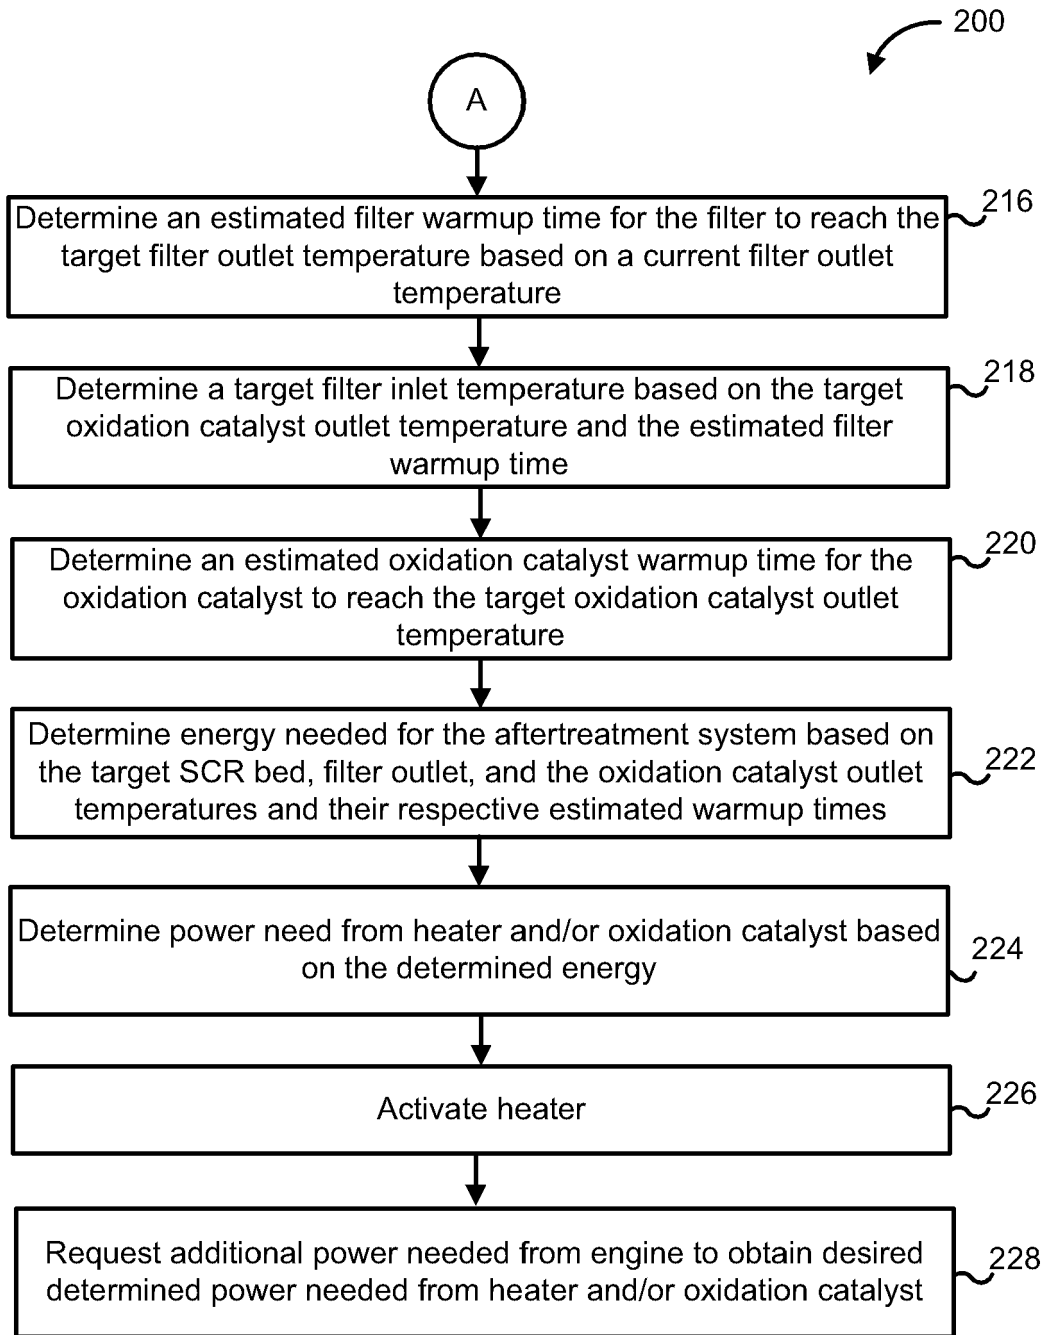 200
A
Determine an estimated filter warmup time for the filter to reach the
target filter outlet temperature based on a current filter outlet
temperature
216
Determine a target filter inlet temperature based on the target
oxidation catalyst outlet temperature and the estimated filter
warmup time
218
Determine an estimated oxidation catalyst warmup time for the
oxidation catalyst to reach the target oxidation catalyst outlet
temperature
220
Determine energy needed for the aftertreatment system based on
the target SCR bed, filter outlet, and the oxidation catalyst outlet
temperatures and their respective estimated warmup times
222
Determine power need from heater and/or oxidation catalyst based
on the determined energy
224
Activate heater
226
Request additional power needed from engine to obtain desired
determined power needed from heater and/or oxidation catalyst
228